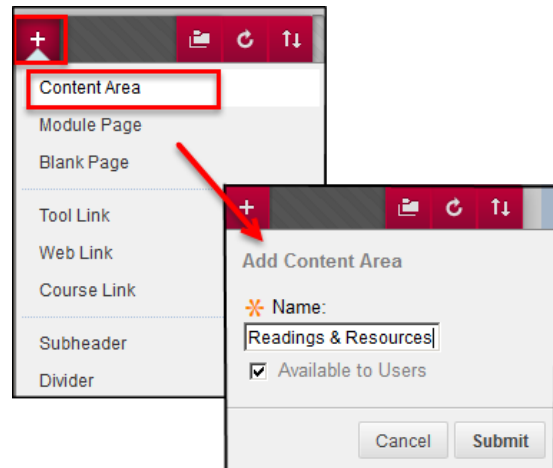 Content Area
Module Page
Blank Page
Tool Link
Web Link
Course Link
Subheader
Divider
Add Content Area
Name:
Readings & Resources
Available to Users
Cancel Submit